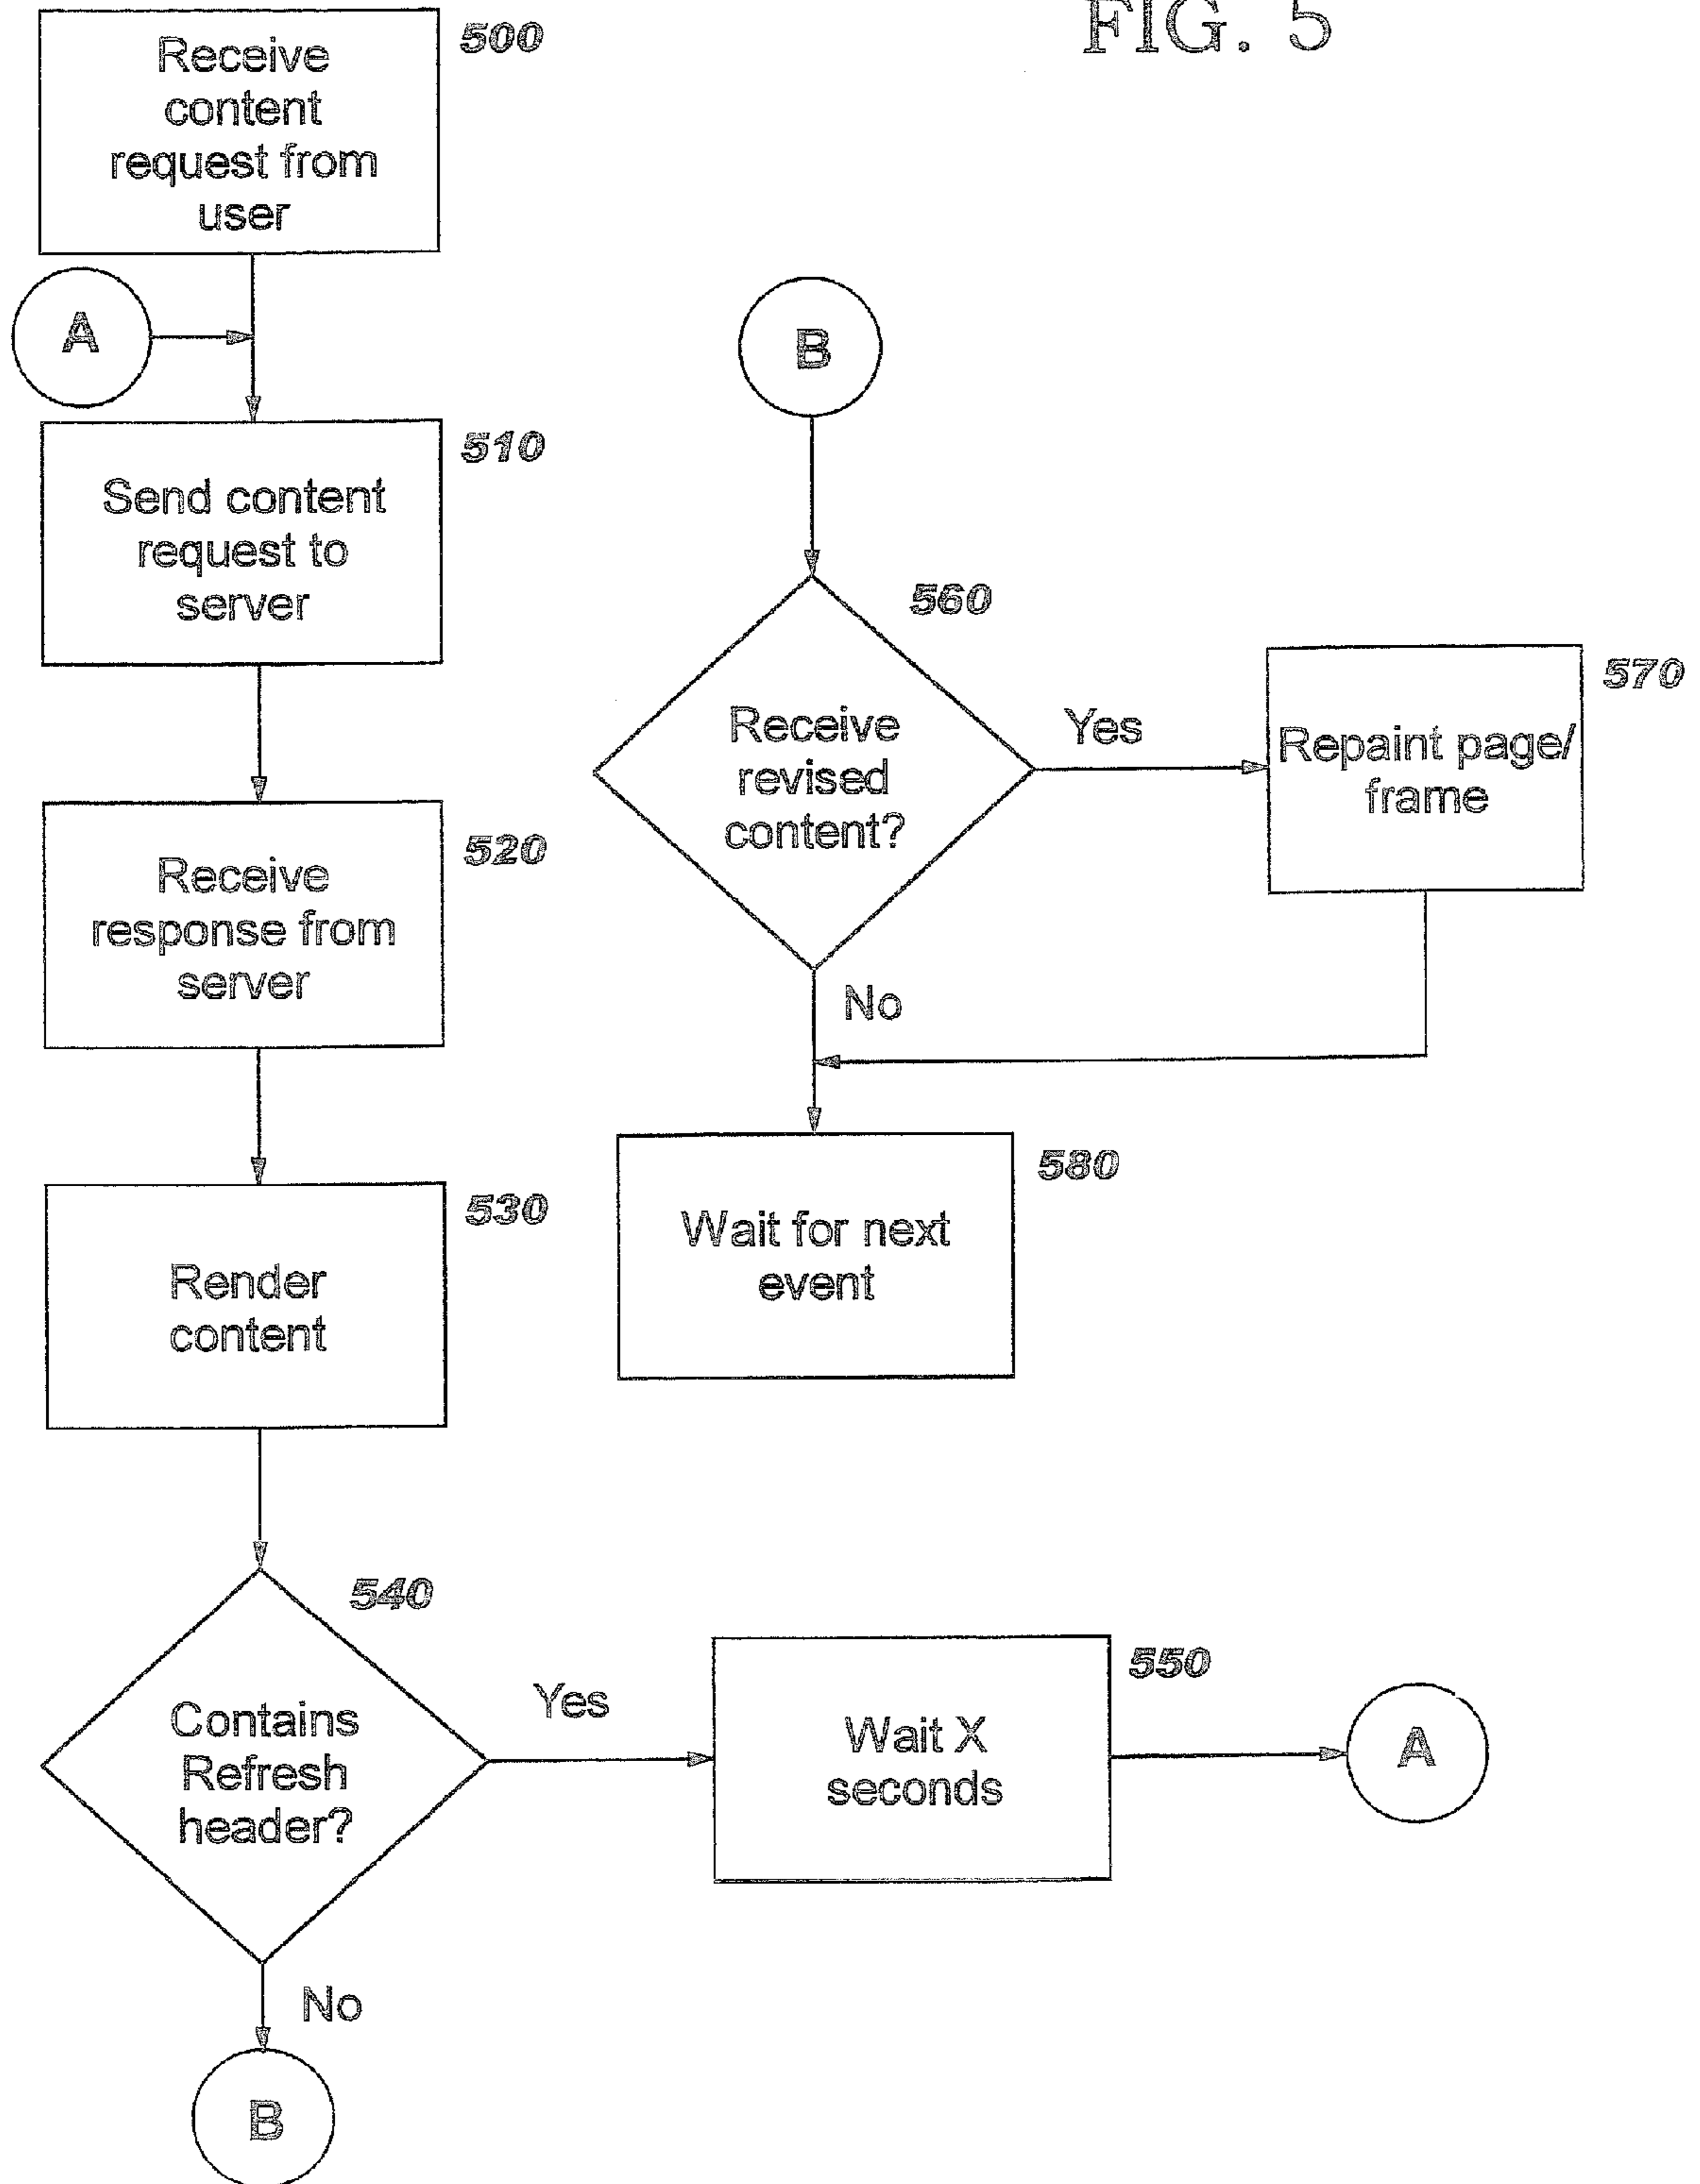 FIG. 5
Receive
content
request from
user
500
A
Send content
request to
server
510
Receive
response from
server
520
Render
content
530
Contains
Refresh
header?
540
Yes
No
Wait X
seconds
550
A
B
B
Receive
revised
content?
560
Yes
No
Repaint page/
frame
570
Wait for next
event
580